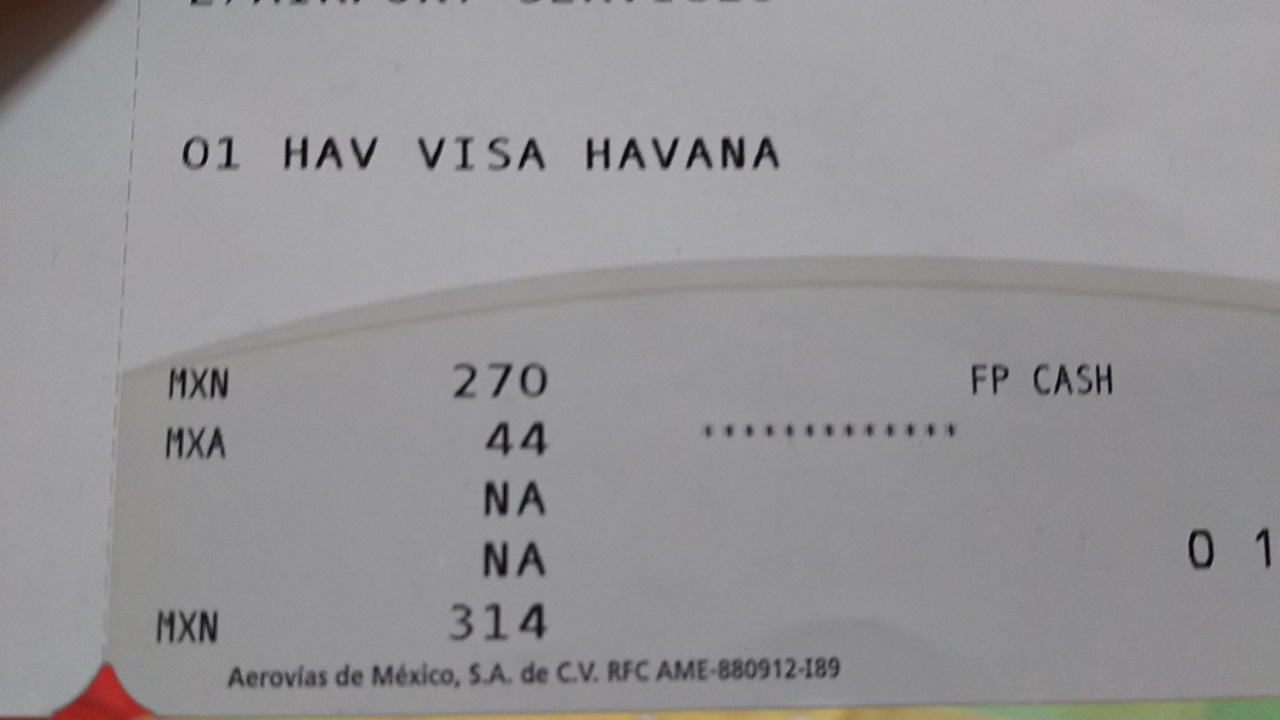 01 HAV VISA HAVANA
MXN 270 FP CASH
MXA 44 *************
NA
NA
0 1
MXN 314
Aerovías de México, S.A. de C.V. RFC AME-880912-I89